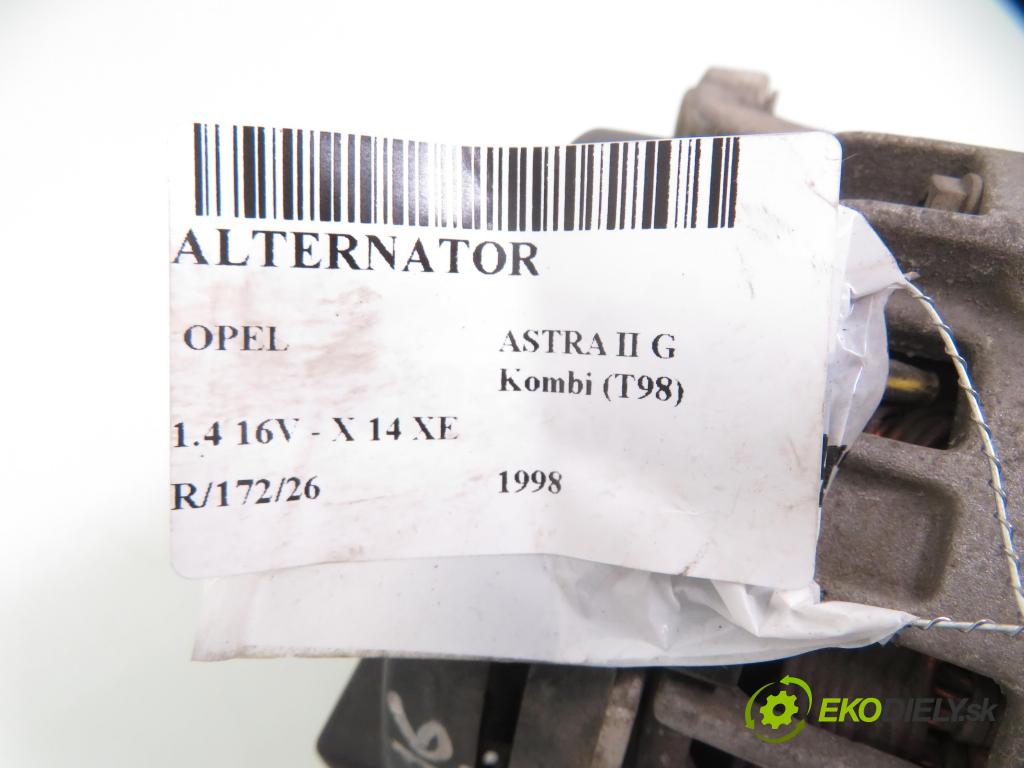 ALTERNATOR
OPEL
ASTRA II G
Kombi (T98)
1.4 16V - X 14 XE
R/172/26
1998
EKODIELY.sk